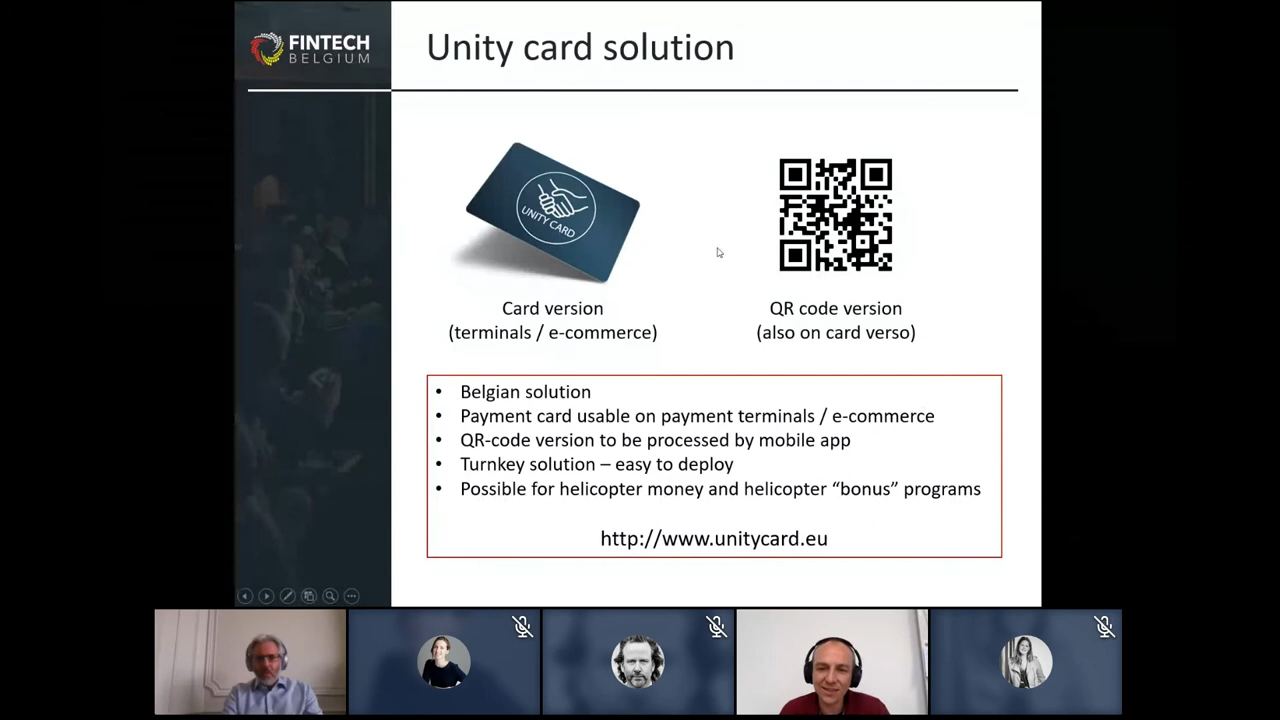 FINTECH
BELGIUM
Unity card solution
UNITY CARD
Card version
(terminals / e-commerce)
QR code version
(also on card verso)
• Belgian solution
• Payment card usable on payment terminals / e-commerce
• QR-code version to be processed by mobile app
• Turnkey solution – easy to deploy
• Possible for helicopter money and helicopter “bonus” programs
http://www.unitycard.eu